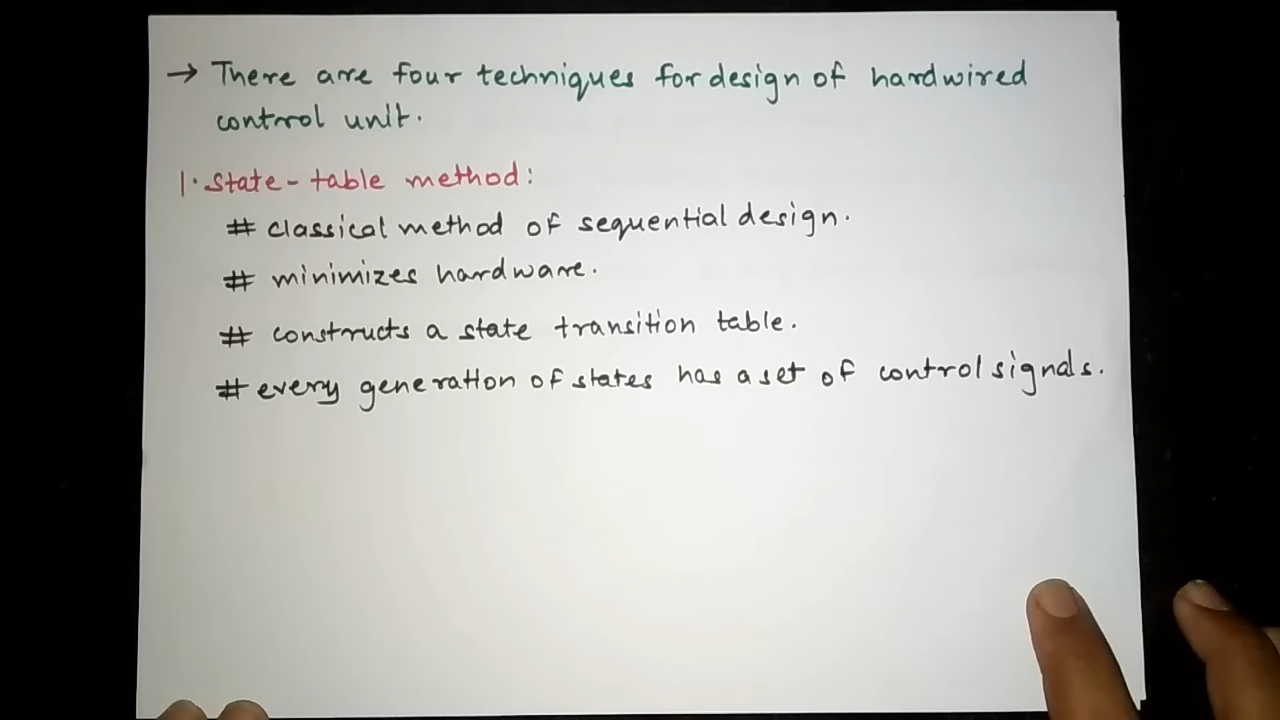 → There are four techniques for design of hardwired
control unit.
1. State-table method:
# classical method of sequential design.
# minimizes hardware.
# constructs a state transition table.
# every generation of states has a set of control signals.